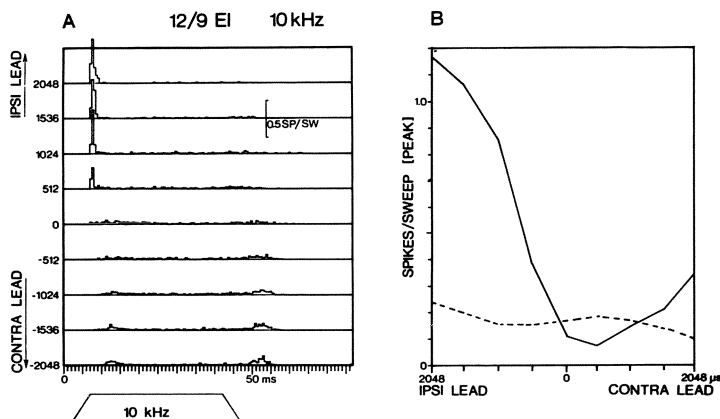 A
12/9 EI 10 kHz
IPSI LEAD
2048
1536
0.5 SP/SW
1024
512
0
-512
-1024
-1536
-2048
CONTRA LEAD
0 50 ms
10 kHz
B
SPIKES/SWEEP [PEAK]
1.0
0
2048 0 2048 µs
IPSI LEAD CONTRA LEAD